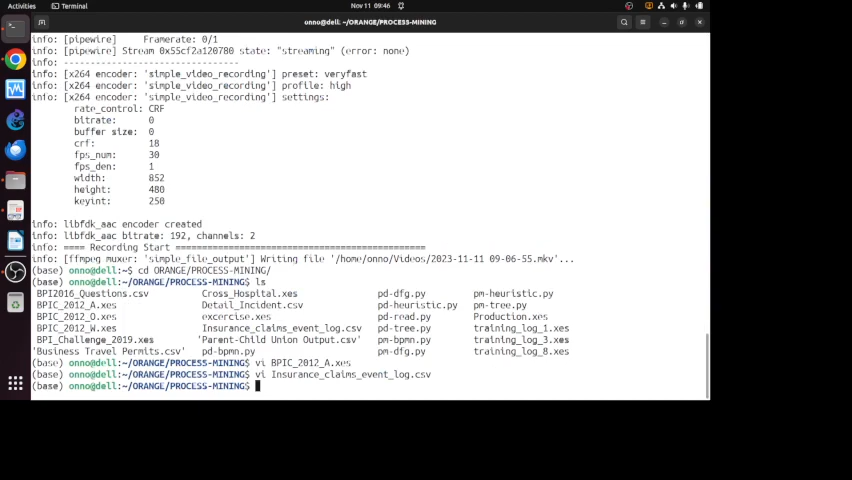 Activities
Terminal
Nov 11 09:46
onno@dell: ~/ORANGE/PROCESS-MINING
info: [pipewire]    Framerate: 0/1
info: [pipewire] Stream 0x55cf2a120780 state: "streaming" (error: none)
info: ---------------------------------
info: [x264 encoder: 'simple_video_recording'] preset: veryfast
info: [x264 encoder: 'simple_video_recording'] profile: high
info: [x264 encoder: 'simple_video_recording'] settings:
rate_control: CRF
bitrate:      0
buffer size:  0
crf:          18
fps_num:      30
fps_den:      1
width:        852
height:       480
keyint:       250
info: libfdk_aac encoder created
info: libfdk_aac bitrate: 192, channels: 2
info: ==== Recording Start ===============================================
info: [ffmpeg muxer: 'simple_file_output'] Writing file '/home/onno/Videos/2023-11-11 09-06-55.mkv'...
(base) onno@dell:~$ cd ORANGE/PROCESS-MINING/
(base) onno@dell:~/ORANGE/PROCESS-MINING$ ls
BPI2016_Questions.csv   Cross_Hospital.xes   pd-dfg.py   pm-heuristic.py
BPIC_2012_A.xes   Detail_Incident.csv   pd-heuristic.py   pm-tree.py
BPIC_2012_O.xes   excercise.xes   pd-read.py   Production.xes
BPIC_2012_W.xes   Insurance_claims_event_log.csv   pd-tree.py   training_log_1.xes
BPI_Challenge_2019.xes   'Parent-Child Union Output.csv'   pm-bpmn.py   training_log_3.xes
'Business Travel Permits.csv'   pd-bpmn.py   pm-dfg.py   training_log_8.xes
(base) onno@dell:~/ORANGE/PROCESS-MINING$ vi BPIC_2012_A.xes
(base) onno@dell:~/ORANGE/PROCESS-MINING$ vi Insurance_claims_event_log.csv
(base) onno@dell:~/ORANGE/PROCESS-MINING$